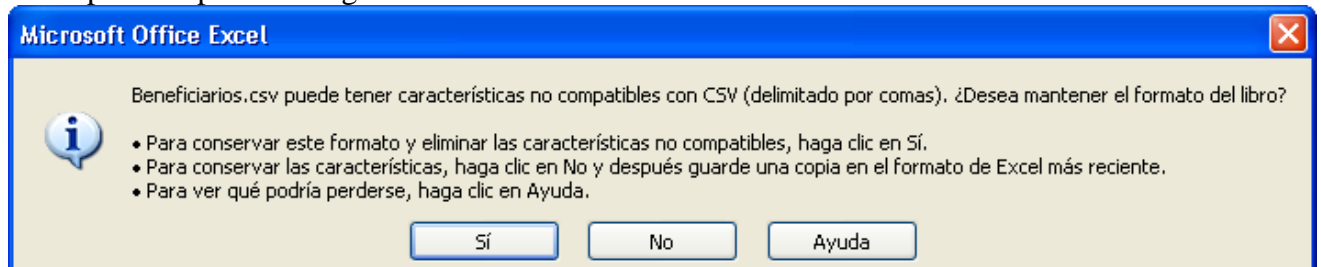 Microsoft Office Excel
Beneficiarios.csv puede tener características no compatibles con CSV (delimitado por comas). ¿Desea mantener el formato del libro?
• Para conservar este formato y eliminar las características no compatibles, haga clic en Sí.
• Para conservar las características, haga clic en No y después guarde una copia en el formato de Excel más reciente.
• Para ver qué podría perderse, haga clic en Ayuda.
Sí No Ayuda